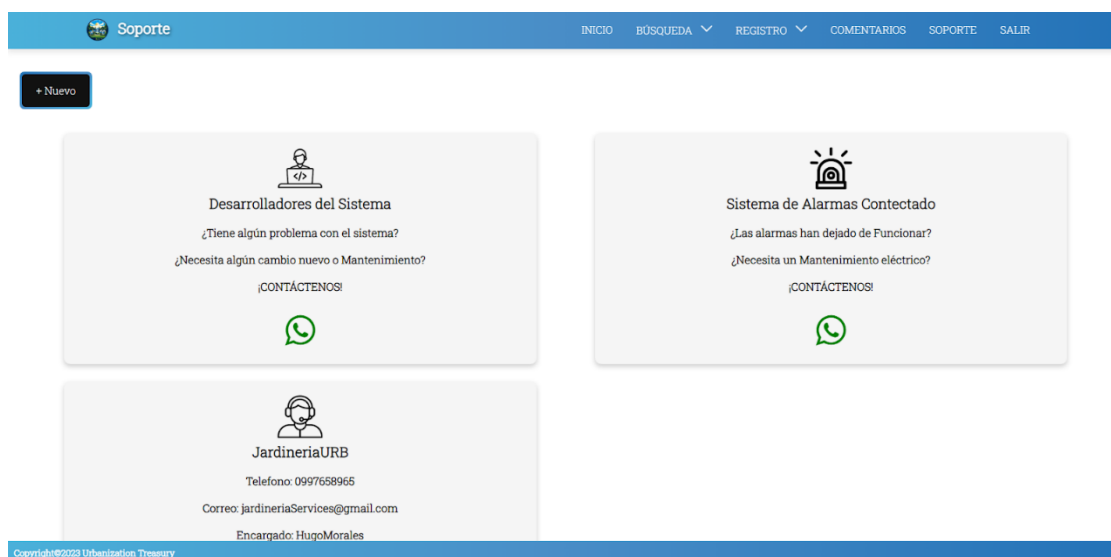 Soporte
INICIO BÚSQUEDA REGISTRO COMENTARIOS SOPORTE SALIR
+ Nuevo
Desarrolladores del Sistema
¿Tiene algún problema con el sistema?
¿Necesita algún cambio nuevo o Mantenimiento?
¡CONTÁCTENOS!
Sistema de Alarmas Contectado
¿Las alarmas han dejado de Funcionar?
¿Necesita un Mantenimiento eléctrico?
¡CONTÁCTENOS!
JardineriaURB
Telefono: 0997658965
Correo: jardineriaServices@gmail.com
Encargado: HugoMorales
Copyright©2023 Urbanization Treasury